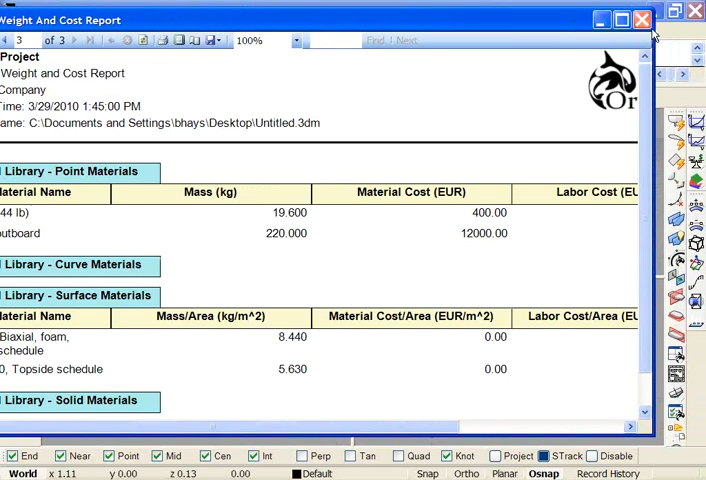 Weight And Cost Report
3 of 3 100% Find Next
Project
Weight and Cost Report
Company
Time: 3/29/2010 1:45:00 PM
ame: C:\Documents and Settings\bhays\Desktop\Untitled.3dm
Or
l Library - Point Materials
aterial Name Mass (kg) Material Cost (EUR) Labor Cost (EU
44 lb) 19.600 400.00
outboard 220.000 12000.00
l Library - Curve Materials
l Library - Surface Materials
aterial Name Mass/Area (kg/m^2) Material Cost/Area (EUR/m^2) Labor Cost/Area (EU
Biaxial, foam, 8.440 0.00
schedule
0, Topside schedule 5.630 0.00
l Library - Solid Materials
End Near Point Mid Cen Int Perp Tan Quad Knot Project STrack Disable
World x 1.11 y 0.00 z 0.13 0.00 Default Snap Ortho Planar Osnap Record History